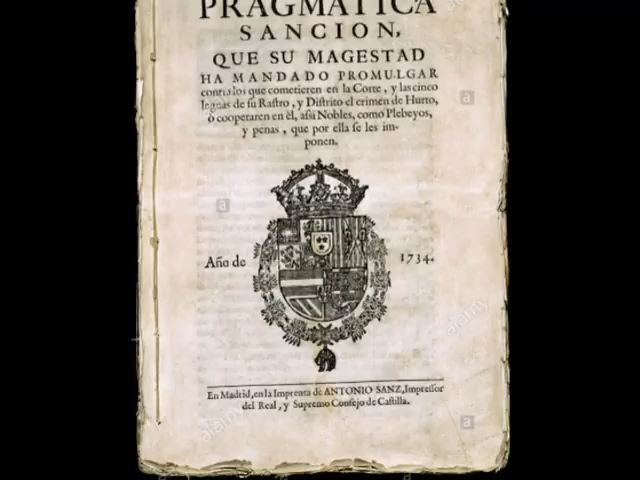 PRAGMATICA
SANCION,
QUE SU MAGESTAD
HA MANDADO PROMULGAR
contra los que cometieren en la Corte, y las cinco
leguas de su Rastro, y Distrito el crimen de Hurto,
ò cooperaren en èl, assi Nobles, como Plebeyos,
y penas, que por ella se les im-
ponen.
Año de 1734.
En Madrid, en la Imprenta de ANTONIO SANZ, Impressor
del Real, y Supremo Consejo de Castilla.
alamy
alamy
a
a
a